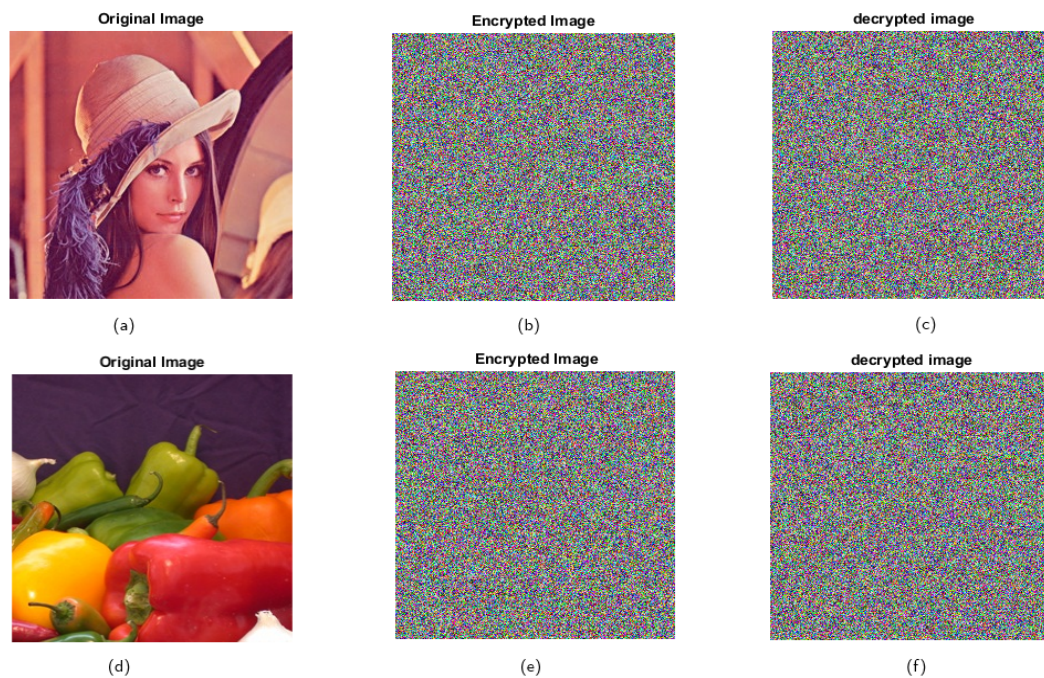 Original Image
Encrypted Image
decrypted image
(a)
(b)
(c)
Original Image
Encrypted Image
decrypted image
(d)
(e)
(f)